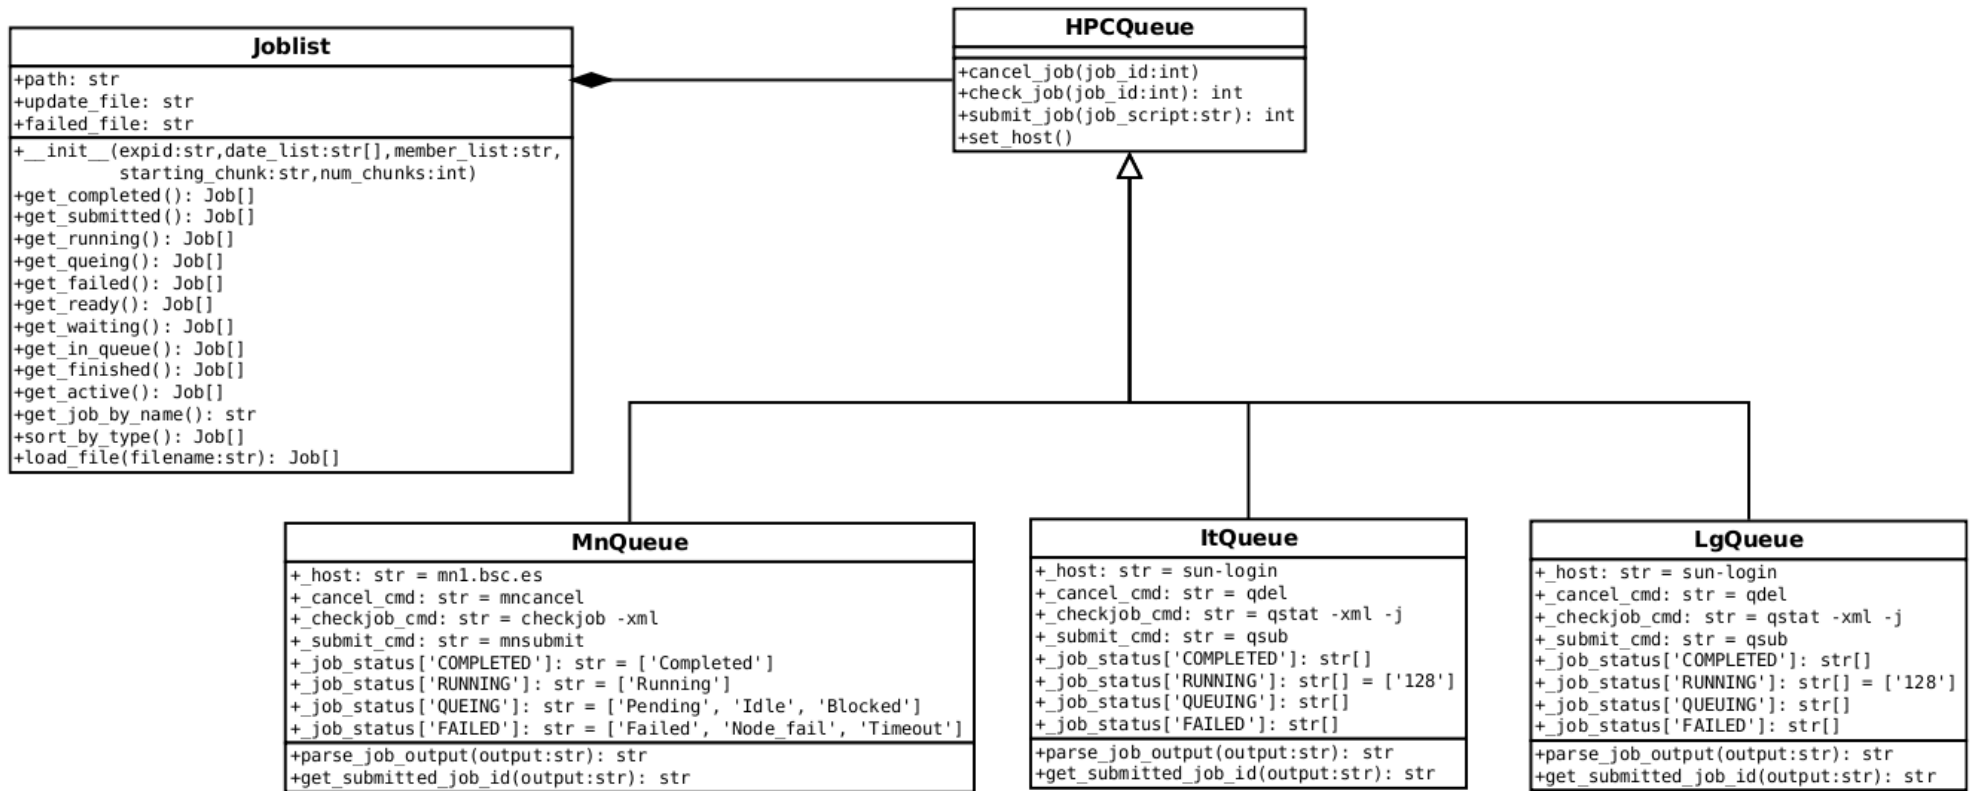 Joblist
+path: str
+update_file: str
+failed_file: str
+__init__(expid:str,date_list:str[],member_list:str,
starting_chunk:str,num_chunks:int)
+get_completed(): Job[]
+get_submitted(): Job[]
+get_running(): Job[]
+get_queing(): Job[]
+get_failed(): Job[]
+get_ready(): Job[]
+get_waiting(): Job[]
+get_in_queue(): Job[]
+get_finished(): Job[]
+get_active(): Job[]
+get_job_by_name(): str
+sort_by_type(): Job[]
+load_file(filename:str): Job[]
HPCQueue
+cancel_job(job_id:int)
+check_job(job_id:int): int
+submit_job(job_script:str): int
+set_host()
MnQueue
+_host: str = mn1.bsc.es
+_cancel_cmd: str = mncancel
+_checkjob_cmd: str = checkjob -xml
+_submit_cmd: str = mnsubmit
+_job_status['COMPLETED']: str = ['Completed']
+_job_status['RUNNING']: str = ['Running']
+_job_status['QUEING']: str = ['Pending', 'Idle', 'Blocked']
+_job_status['FAILED']: str = ['Failed', 'Node_fail', 'Timeout']
+parse_job_output(output:str): str
+get_submitted_job_id(output:str): str
ItQueue
+_host: str = sun-login
+_cancel_cmd: str = qdel
+_checkjob_cmd: str = qstat -xml -j
+_submit_cmd: str = qsub
+_job_status['COMPLETED']: str[]
+_job_status['RUNNING']: str[] = ['128']
+_job_status['QUEUING']: str[]
+_job_status['FAILED']: str[]
+parse_job_output(output:str): str
+get_submitted_job_id(output:str): str
LgQueue
+_host: str = sun-login
+_cancel_cmd: str = qdel
+_checkjob_cmd: str = qstat -xml -j
+_submit_cmd: str = qsub
+_job_status['COMPLETED']: str[]
+_job_status['RUNNING']: str[] = ['128']
+_job_status['QUEUING']: str[]
+_job_status['FAILED']: str[]
+parse_job_output(output:str): str
+get_submitted_job_id(output:str): str